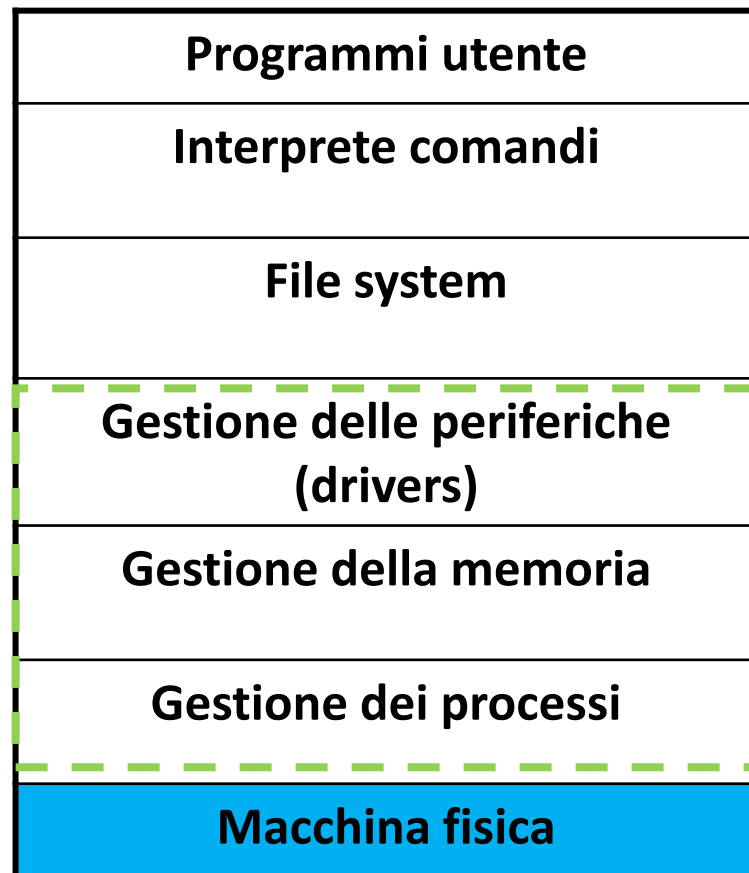 Programmi utente
Interprete comandi
File system
Gestione delle periferiche
(drivers)
Gestione della memoria
Gestione dei processi
Macchina fisica